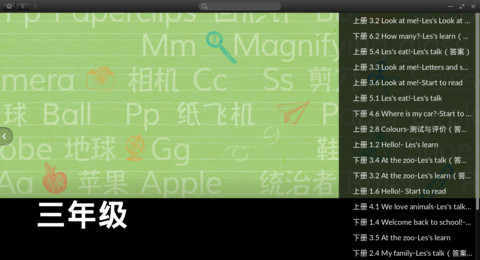 Paperclips
Mm Magnify
mera 相机 Cc Ss 剪
球 Ball Pp 纸飞机
obe 地球 Gg 鞋
Aa 苹果 Apple 统治者
三年级
上册 3.2 Look at me!-Les's Look at ...
下册 6.2 How many?-Les's learn（ ...
上册 5.4 Les's eat!-Les's talk（答案）
上册 3.3 Look at me!-Letters and s...
上册 3.6 Look at me!-Start to read
上册 5.1 Les's eat!-Les's talk
下册 4.6 Where is my car?-Start to ...
上册 2.8 Colours-测试与评价（答...
上册 1.2 Hello!- Les's learn
下册 3.4 At the zoo-Les's talk（答...
下册 3.2 At the zoo-Les's learn（答...
上册 1.6 Hello!- Start to read
上册 4.1 We love animals-Les's talk...
下册 1.4 Welcome back to school!-...
下册 3.5 At the zoo-Les's learn
下册 2.4 My family-Les's talk（答案...